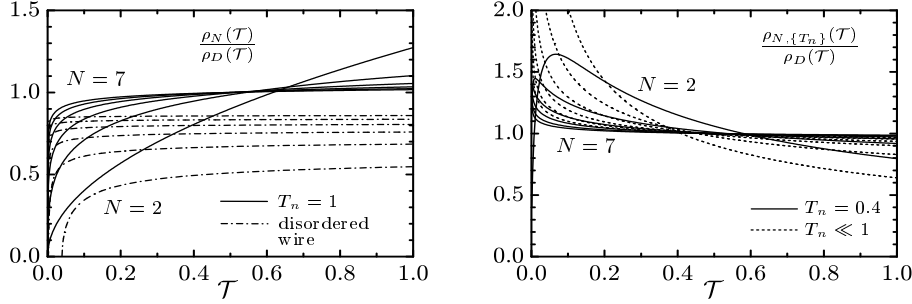 1.5
1.0
0.5
0.0
0.0 0.2 0.4 0.6 0.8 1.0
𝒯
ρ_N(𝒯)
ρ_D(𝒯)
N = 7
N = 2
T_n = 1
disordered
wire
2.0
1.5
1.0
0.5
0.0
0.0 0.2 0.4 0.6 0.8 1.0
𝒯
ρ_{N,{T_n}}(𝒯)
ρ_D(𝒯)
N = 2
N = 7
T_n = 0.4
T_n ≪ 1